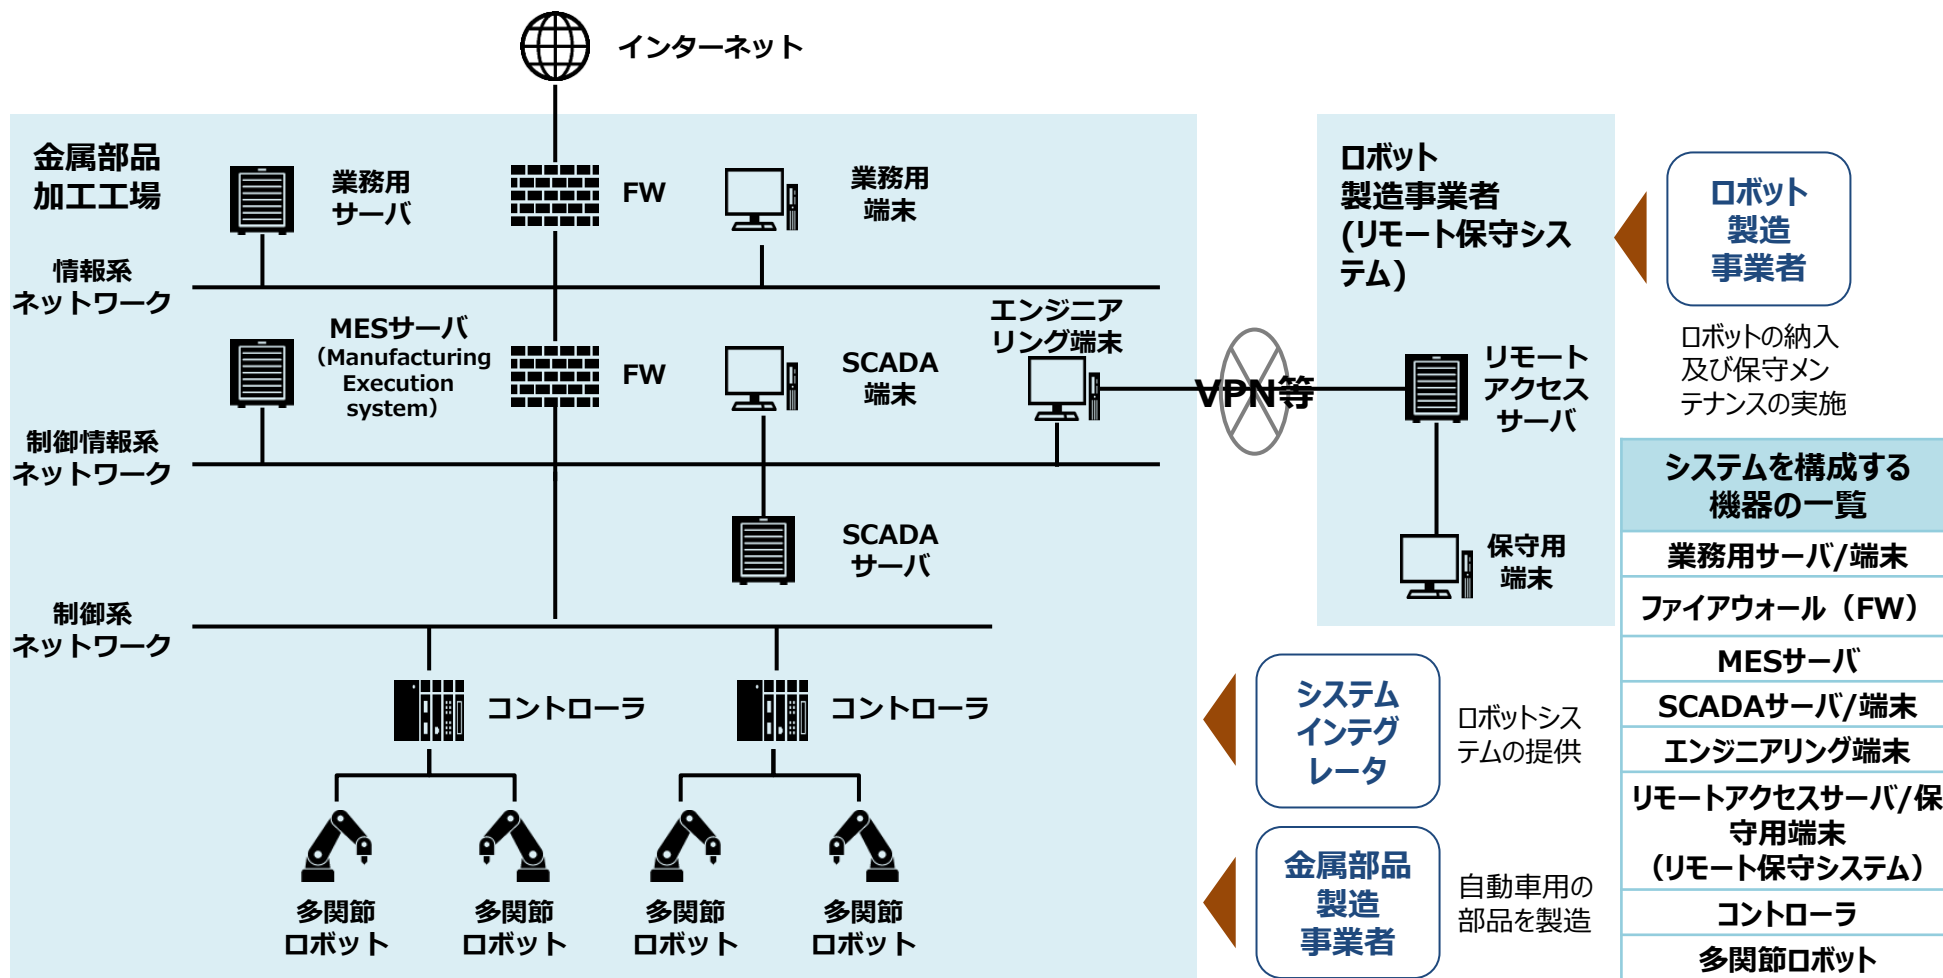 インターネット
金属部品
加工工場
業務用
サーバ
FW
業務用
端末
情報系
ネットワーク
MESサーバ
（Manufacturing
Execution
system）
FW
SCADA
端末
エンジニア
リング端末
制御情報系
ネットワーク
SCADA
サーバ
制御系
ネットワーク
コントローラ
コントローラ
多関節
ロボット
多関節
ロボット
多関節
ロボット
多関節
ロボット
VPN等
ロボット
製造事業者
(リモート保守シス
テム)
リモート
アクセス
サーバ
保守用
端末
ロボット
製造
事業者
ロボットの納入
及び保守メン
テナンスの実施
システム
インテグ
レータ
ロボットシス
テムの提供
金属部品
製造
事業者
自動車用の
部品を製造
システムを構成する
機器の一覧
業務用サーバ/端末
ファイアウォール（FW）
MESサーバ
SCADAサーバ/端末
エンジニアリング端末
リモートアクセスサーバ/保
守用端末
（リモート保守システム）
コントローラ
多関節ロボット